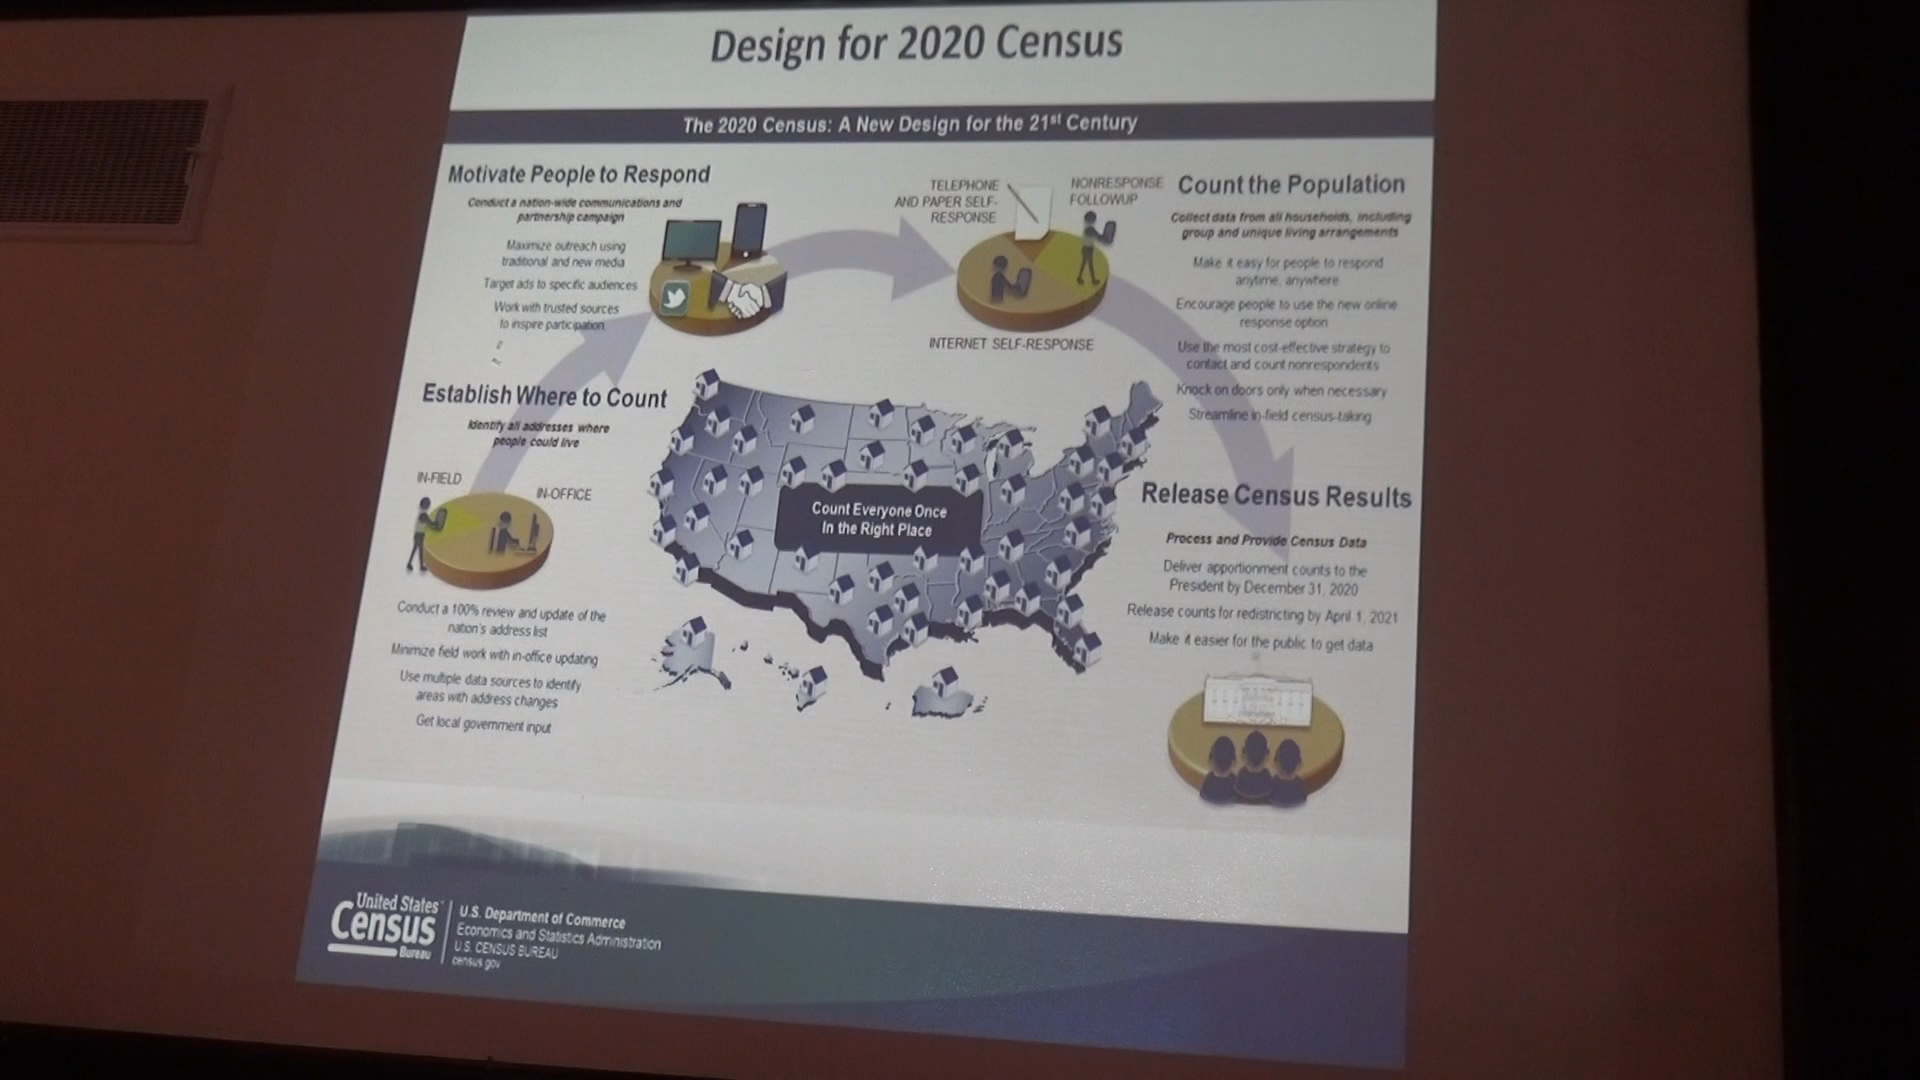 Design for 2020 Census
The 2020 Census: A New Design for the 21st Century
Motivate People to Respond
Conduct a nation-wide communications and
partnership campaign
Maximize outreach using
traditional and new media
Target ads to specific audiences
Work with trusted sources
to inspire participation
TELEPHONE
AND PAPER SELF-
RESPONSE
NONRESPONSE
FOLLOWUP
INTERNET SELF-RESPONSE
Count the Population
Collect data from all households, including
group and unique living arrangements
Make it easy for people to respond
anytime, anywhere
Encourage people to use the new online
response option
Use the most cost-effective strategy to
contact and count nonrespondents
Knock on doors only when necessary
Streamline in-field census-taking
Establish Where to Count
Identify all addresses where
people could live
IN-FIELD
IN-OFFICE
Conduct a 100% review and update of the
nation's address list
Minimize field work with in-office updating
Use multiple data sources to identify
areas with address changes
Get local government input
Count Everyone Once
In the Right Place
Release Census Results
Process and Provide Census Data
Deliver apportionment counts to the
President by December 31, 2020
Release counts for redistricting by April 1, 2021
Make it easier for the public to get data
United States
Census
Bureau
U.S. Department of Commerce
Economics and Statistics Administration
U.S. CENSUS BUREAU
census.gov